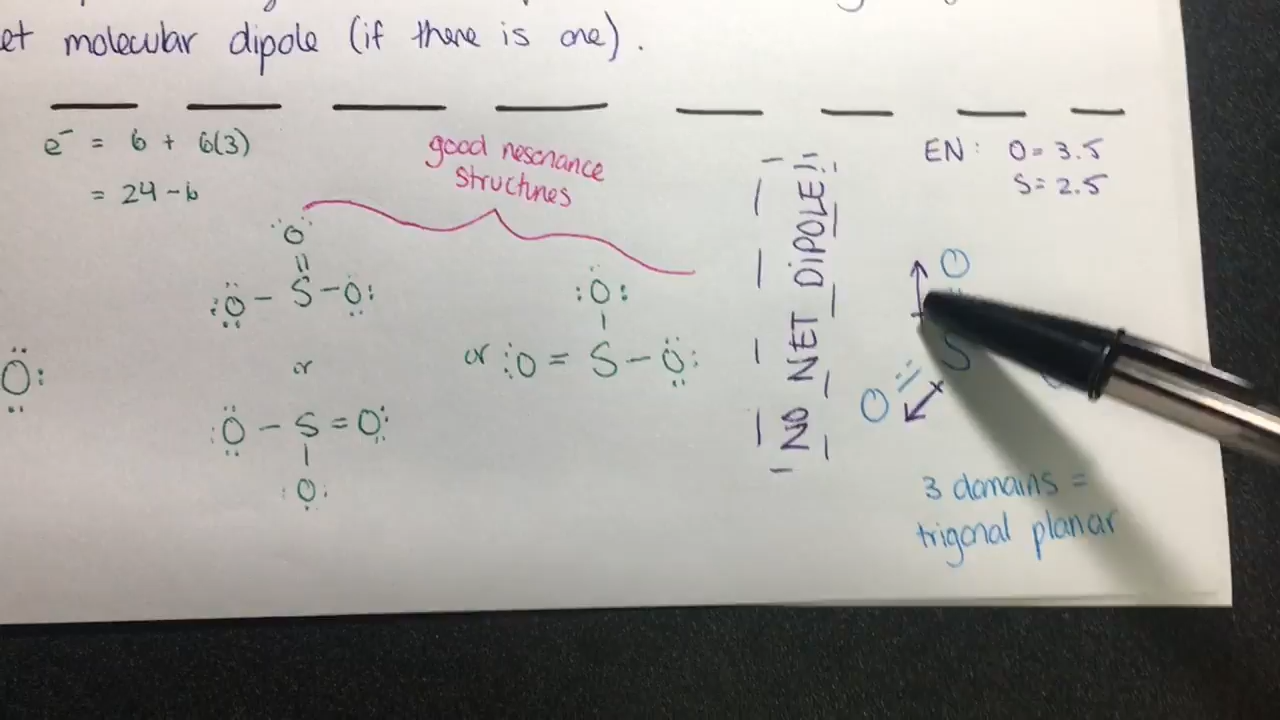 et molecular dipole (if there is one).
e⁻ = 6 + 6(3)
= 24 - 6
good resonance
structures
NO NET DIPOLE!!
EN: O = 3.5
S = 2.5
O
S - O
O -
or
O - S = O
O
or O = S - O
O
O
O
O
S
3 domains =
trigonal planar